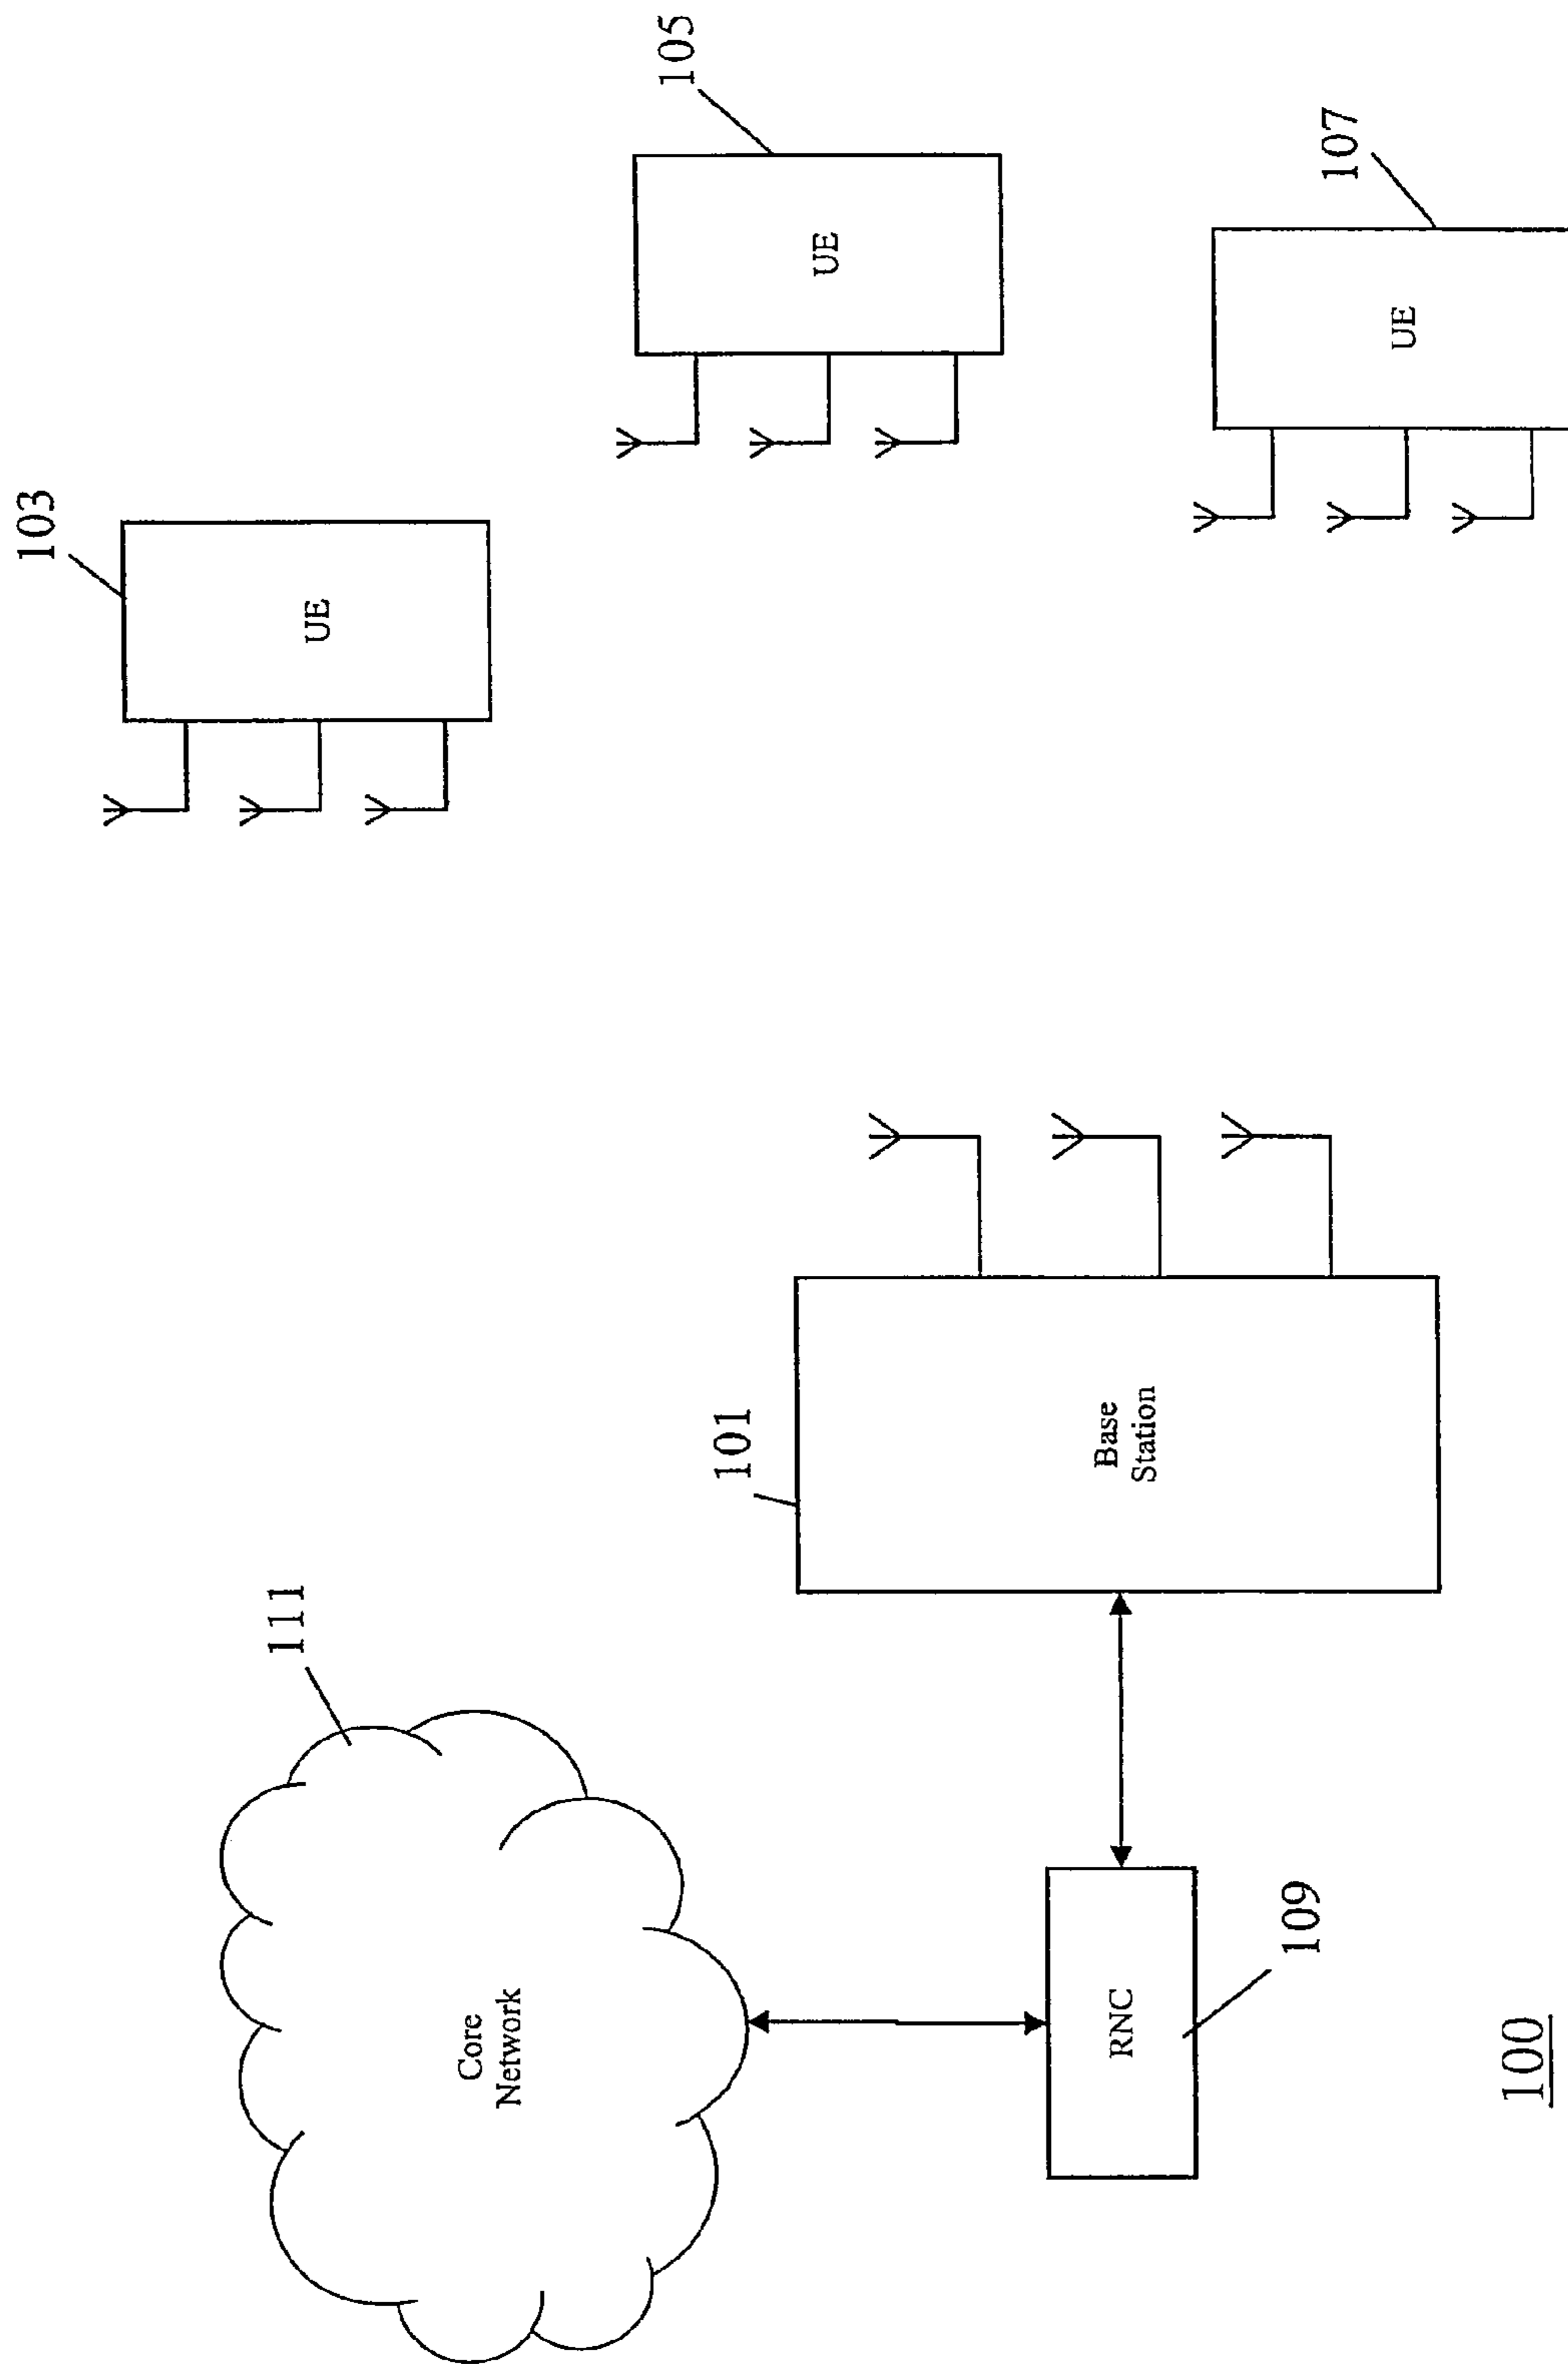 103
UE
105
UE
107
UE
111
Core
Network
101
Base
Station
RNC
109
100